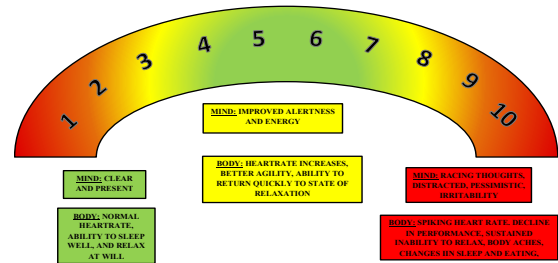 1 2 3 4 5 6 7 8 9 10
MIND: IMPROVED ALERTNESS
AND ENERGY
MIND: CLEAR
AND PRESENT
BODY: HEARTRATE INCREASES,
BETTER AGILITY, ABILITY TO
RETURN QUICKLY TO STATE OF
RELAXATION
MIND: RACING THOUGHTS,
DISTRACTED, PESSIMISTIC,
IRRITABILITY
BODY: NORMAL
HEARTRATE,
ABILITY TO SLEEP
WELL, AND RELAX
AT WILL
BODY: SPIKING HEART RATE, DECLINE
IN PERFORMANCE, SUSTAINED
INABILITY TO RELAX, BODY ACHES,
CHANGES IN SLEEP AND EATING.